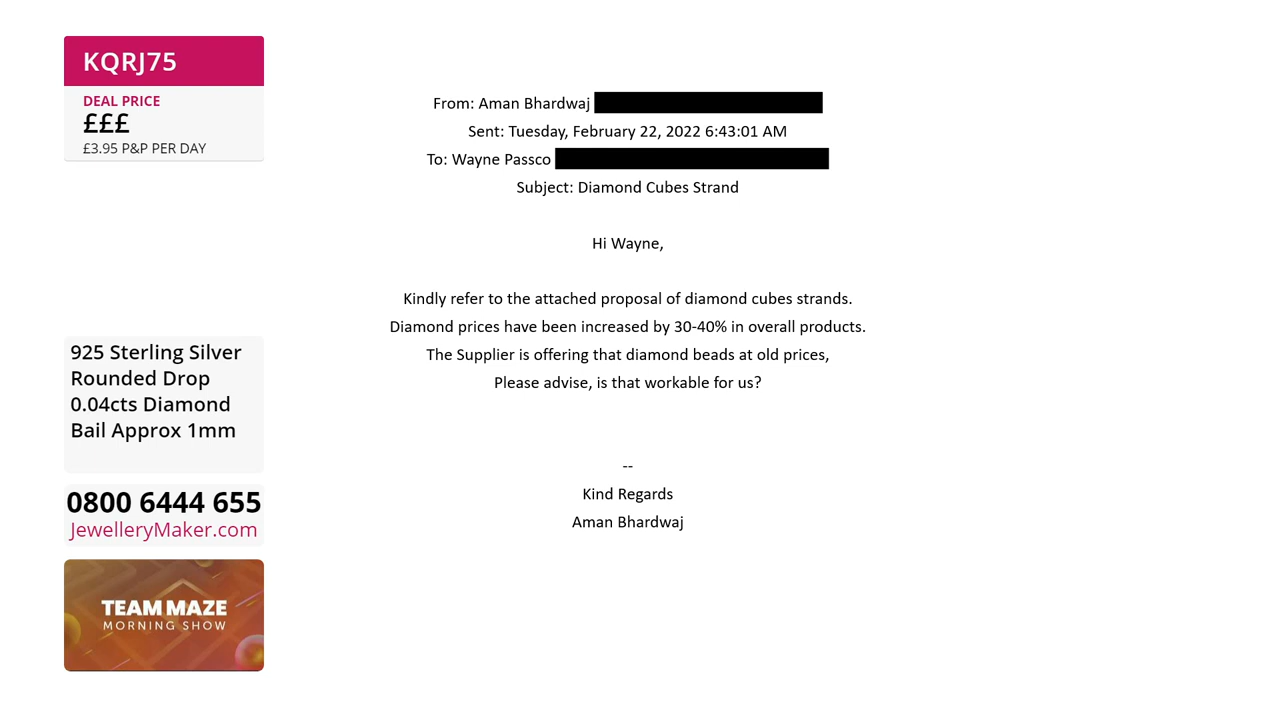 KQRJ75
DEAL PRICE
£££
£3.95 P&P PER DAY
925 Sterling Silver
Rounded Drop
0.04cts Diamond
Bail Approx 1mm
0800 6444 655
JewelleryMaker.com
TEAM MAZE
MORNING SHOW
From: Aman Bhardwaj
Sent: Tuesday, February 22, 2022 6:43:01 AM
To: Wayne Passco
Subject: Diamond Cubes Strand
Hi Wayne,
Kindly refer to the attached proposal of diamond cubes strands.
Diamond prices have been increased by 30-40% in overall products.
The Supplier is offering that diamond beads at old prices,
Please advise, is that workable for us?
--
Kind Regards
Aman Bhardwaj